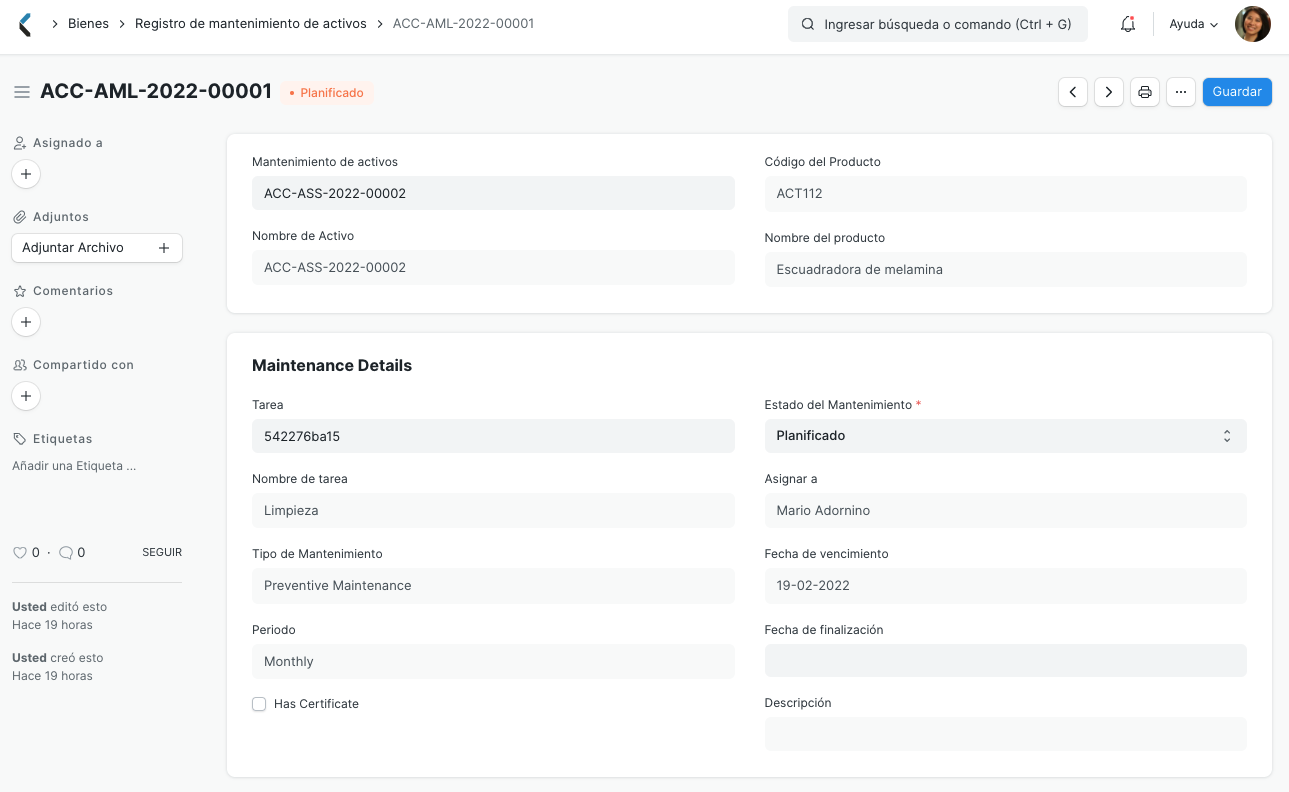 Bienes
Registro de mantenimiento de activos
ACC-AML-2022-00001
Ingresar búsqueda o comando (Ctrl + G)
Ayuda
ACC-AML-2022-00001
Planificado
Guardar
Asignado a
Adjuntos
Adjuntar Archivo
Comentarios
Compartido con
Etiquetas
Añadir una Etiqueta ...
0 · 0 SEGUIR
Usted editó esto
Hace 19 horas
Usted creó esto
Hace 19 horas
Mantenimiento de activos
ACC-ASS-2022-00002
Nombre de Activo
ACC-ASS-2022-00002
Código del Producto
ACT112
Nombre del producto
Escuadradora de melamina
Maintenance Details
Tarea
542276ba15
Nombre de tarea
Limpieza
Tipo de Mantenimiento
Preventive Maintenance
Periodo
Monthly
Has Certificate
Estado del Mantenimiento *
Planificado
Asignar a
Mario Adornino
Fecha de vencimiento
19-02-2022
Fecha de finalización
Descripción